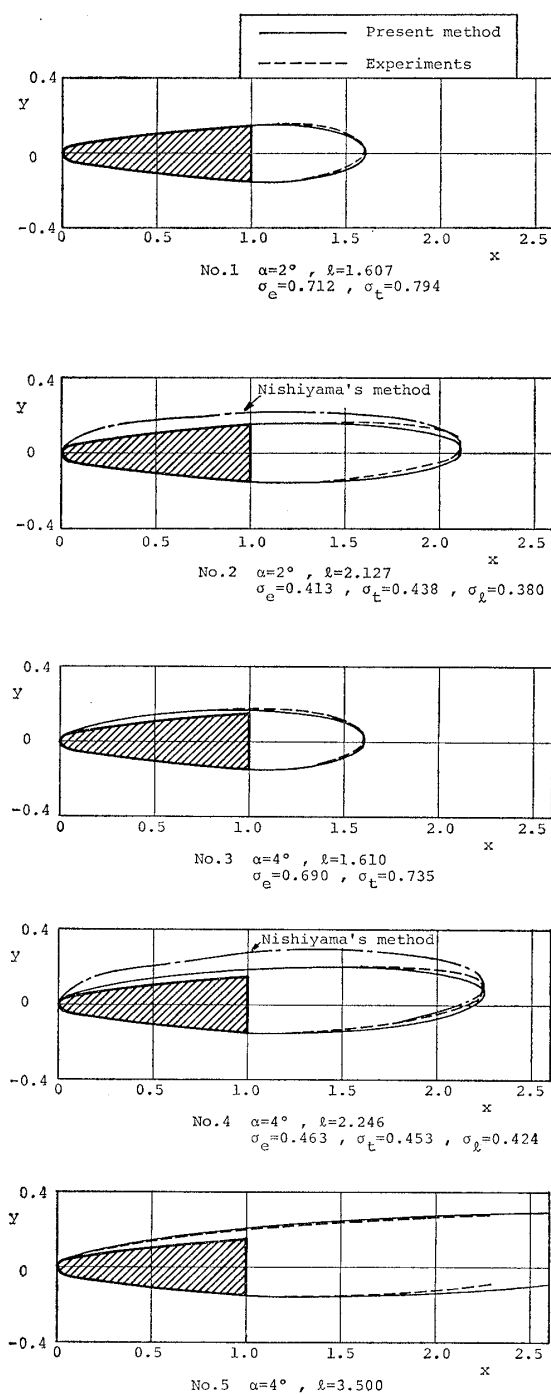 Present method
Experiments
0.4
Y
0
-0.4
0 0.5 1.0 1.5 2.0 2.5
x
No.1 α=2° , ℓ=1.607
σe=0.712 , σt=0.794
0.4
Y
Nishiyama's method
0
-0.4
0 0.5 1.0 1.5 2.0 2.5
x
No.2 α=2° , ℓ=2.127
σe=0.413 , σt=0.438 , σℓ=0.380
0.4
Y
0
-0.4
0 0.5 1.0 1.5 2.0 2.5
x
No.3 α=4° , ℓ=1.610
σe=0.690 , σt=0.735
0.4
Y
Nishiyama's method
0
-0.4
0 0.5 1.0 1.5 2.0 2.5
x
No.4 α=4° , ℓ=2.246
σe=0.463 , σt=0.453 , σℓ=0.424
0.4
Y
0
-0.4
0 0.5 1.0 1.5 2.0 2.5
No.5 α=4° , ℓ=3.500